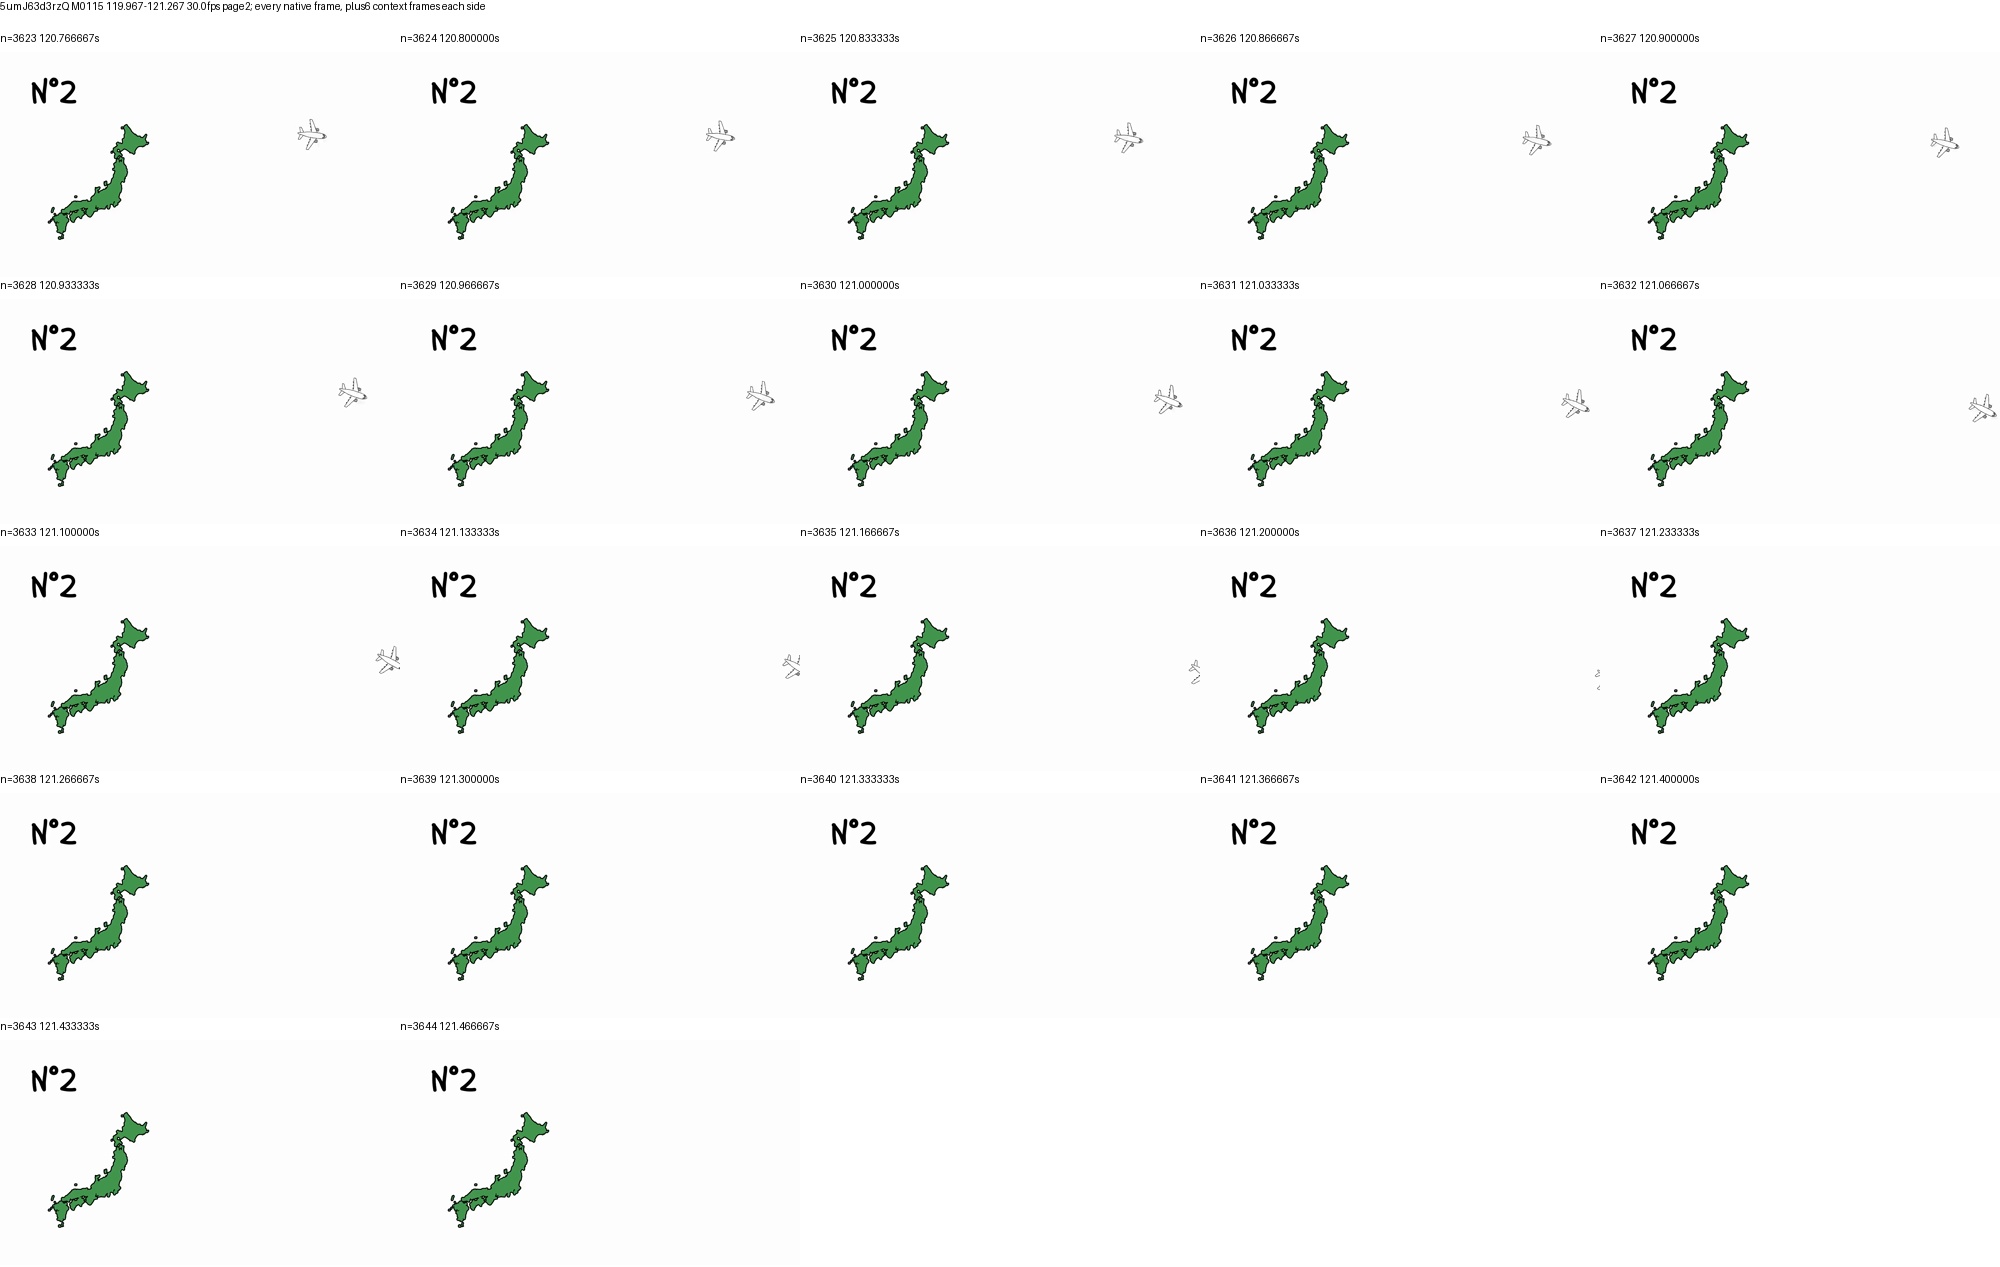 5umJ63d3rzQ M0115 119.967-121.267 30.0fps page2; every native frame, plus6 context frames each side
n=3623 120.766667s
n=3624 120.800000s
n=3625 120.833333s
n=3626 120.866667s
n=3627 120.900000s
N°2
N°2
N°2
N°2
N°2
n=3628 120.933333s
n=3629 120.966667s
n=3630 121.000000s
n=3631 121.033333s
n=3632 121.066667s
N°2
N°2
N°2
N°2
N°2
n=3633 121.100000s
n=3634 121.133333s
n=3635 121.166667s
n=3636 121.200000s
n=3637 121.233333s
N°2
N°2
N°2
N°2
N°2
n=3638 121.266667s
n=3639 121.300000s
n=3640 121.333333s
n=3641 121.366667s
n=3642 121.400000s
N°2
N°2
N°2
N°2
N°2
n=3643 121.433333s
n=3644 121.466667s
N°2
N°2